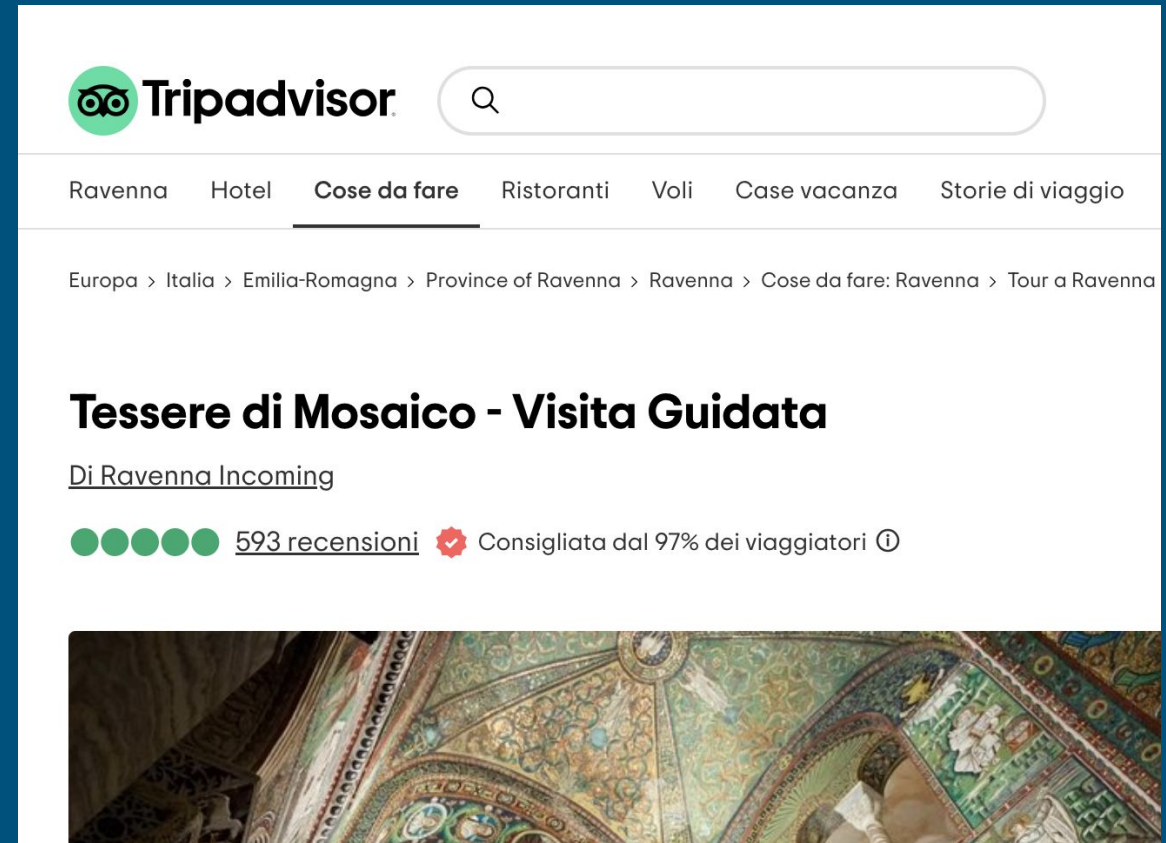 Tripadvisor
Ravenna Hotel Cose da fare Ristoranti Voli Case vacanza Storie di viaggio
Europa > Italia > Emilia-Romagna > Province of Ravenna > Ravenna > Cose da fare: Ravenna > Tour a Ravenna
Tessere di Mosaico - Visita Guidata
Di Ravenna Incoming
593 recensioni Consigliata dal 97% dei viaggiatori